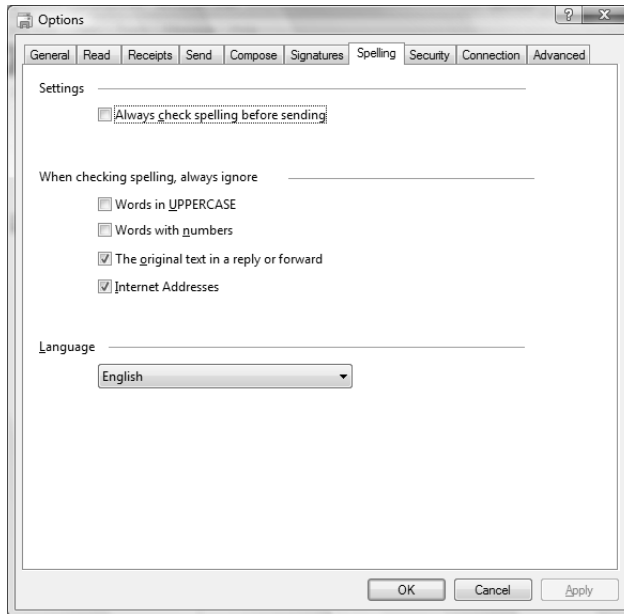 Options
General Read Receipts Send Compose Signatures Spelling Security Connection Advanced
Settings
Always check spelling before sending
When checking spelling, always ignore
Words in UPPERCASE
Words with numbers
The original text in a reply or forward
Internet Addresses
Language
English
OK Cancel Apply